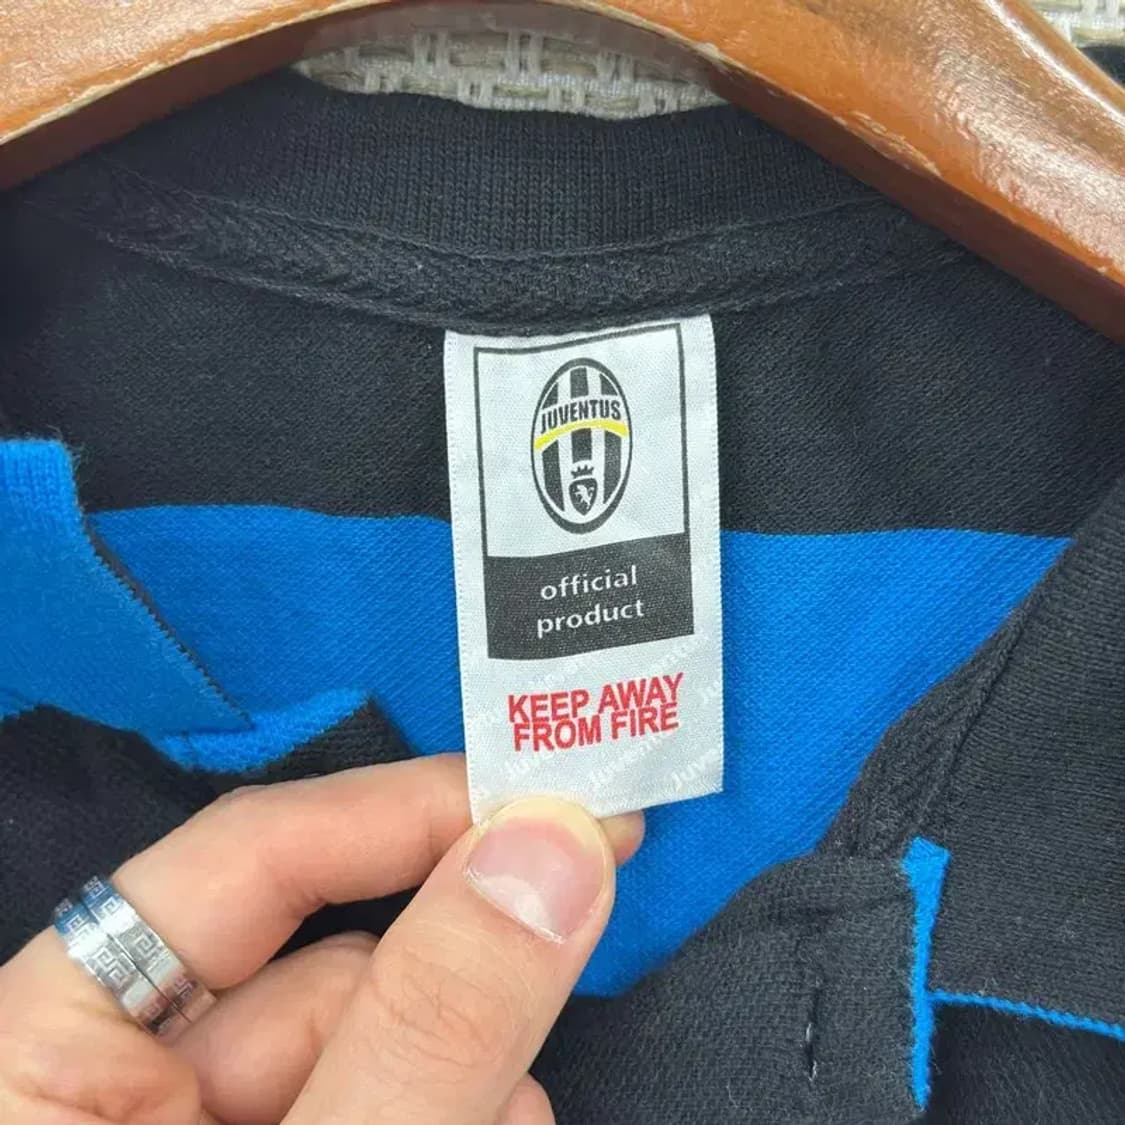 JUVENTUS
official
product
KEEP AWAY
FROM FIRE